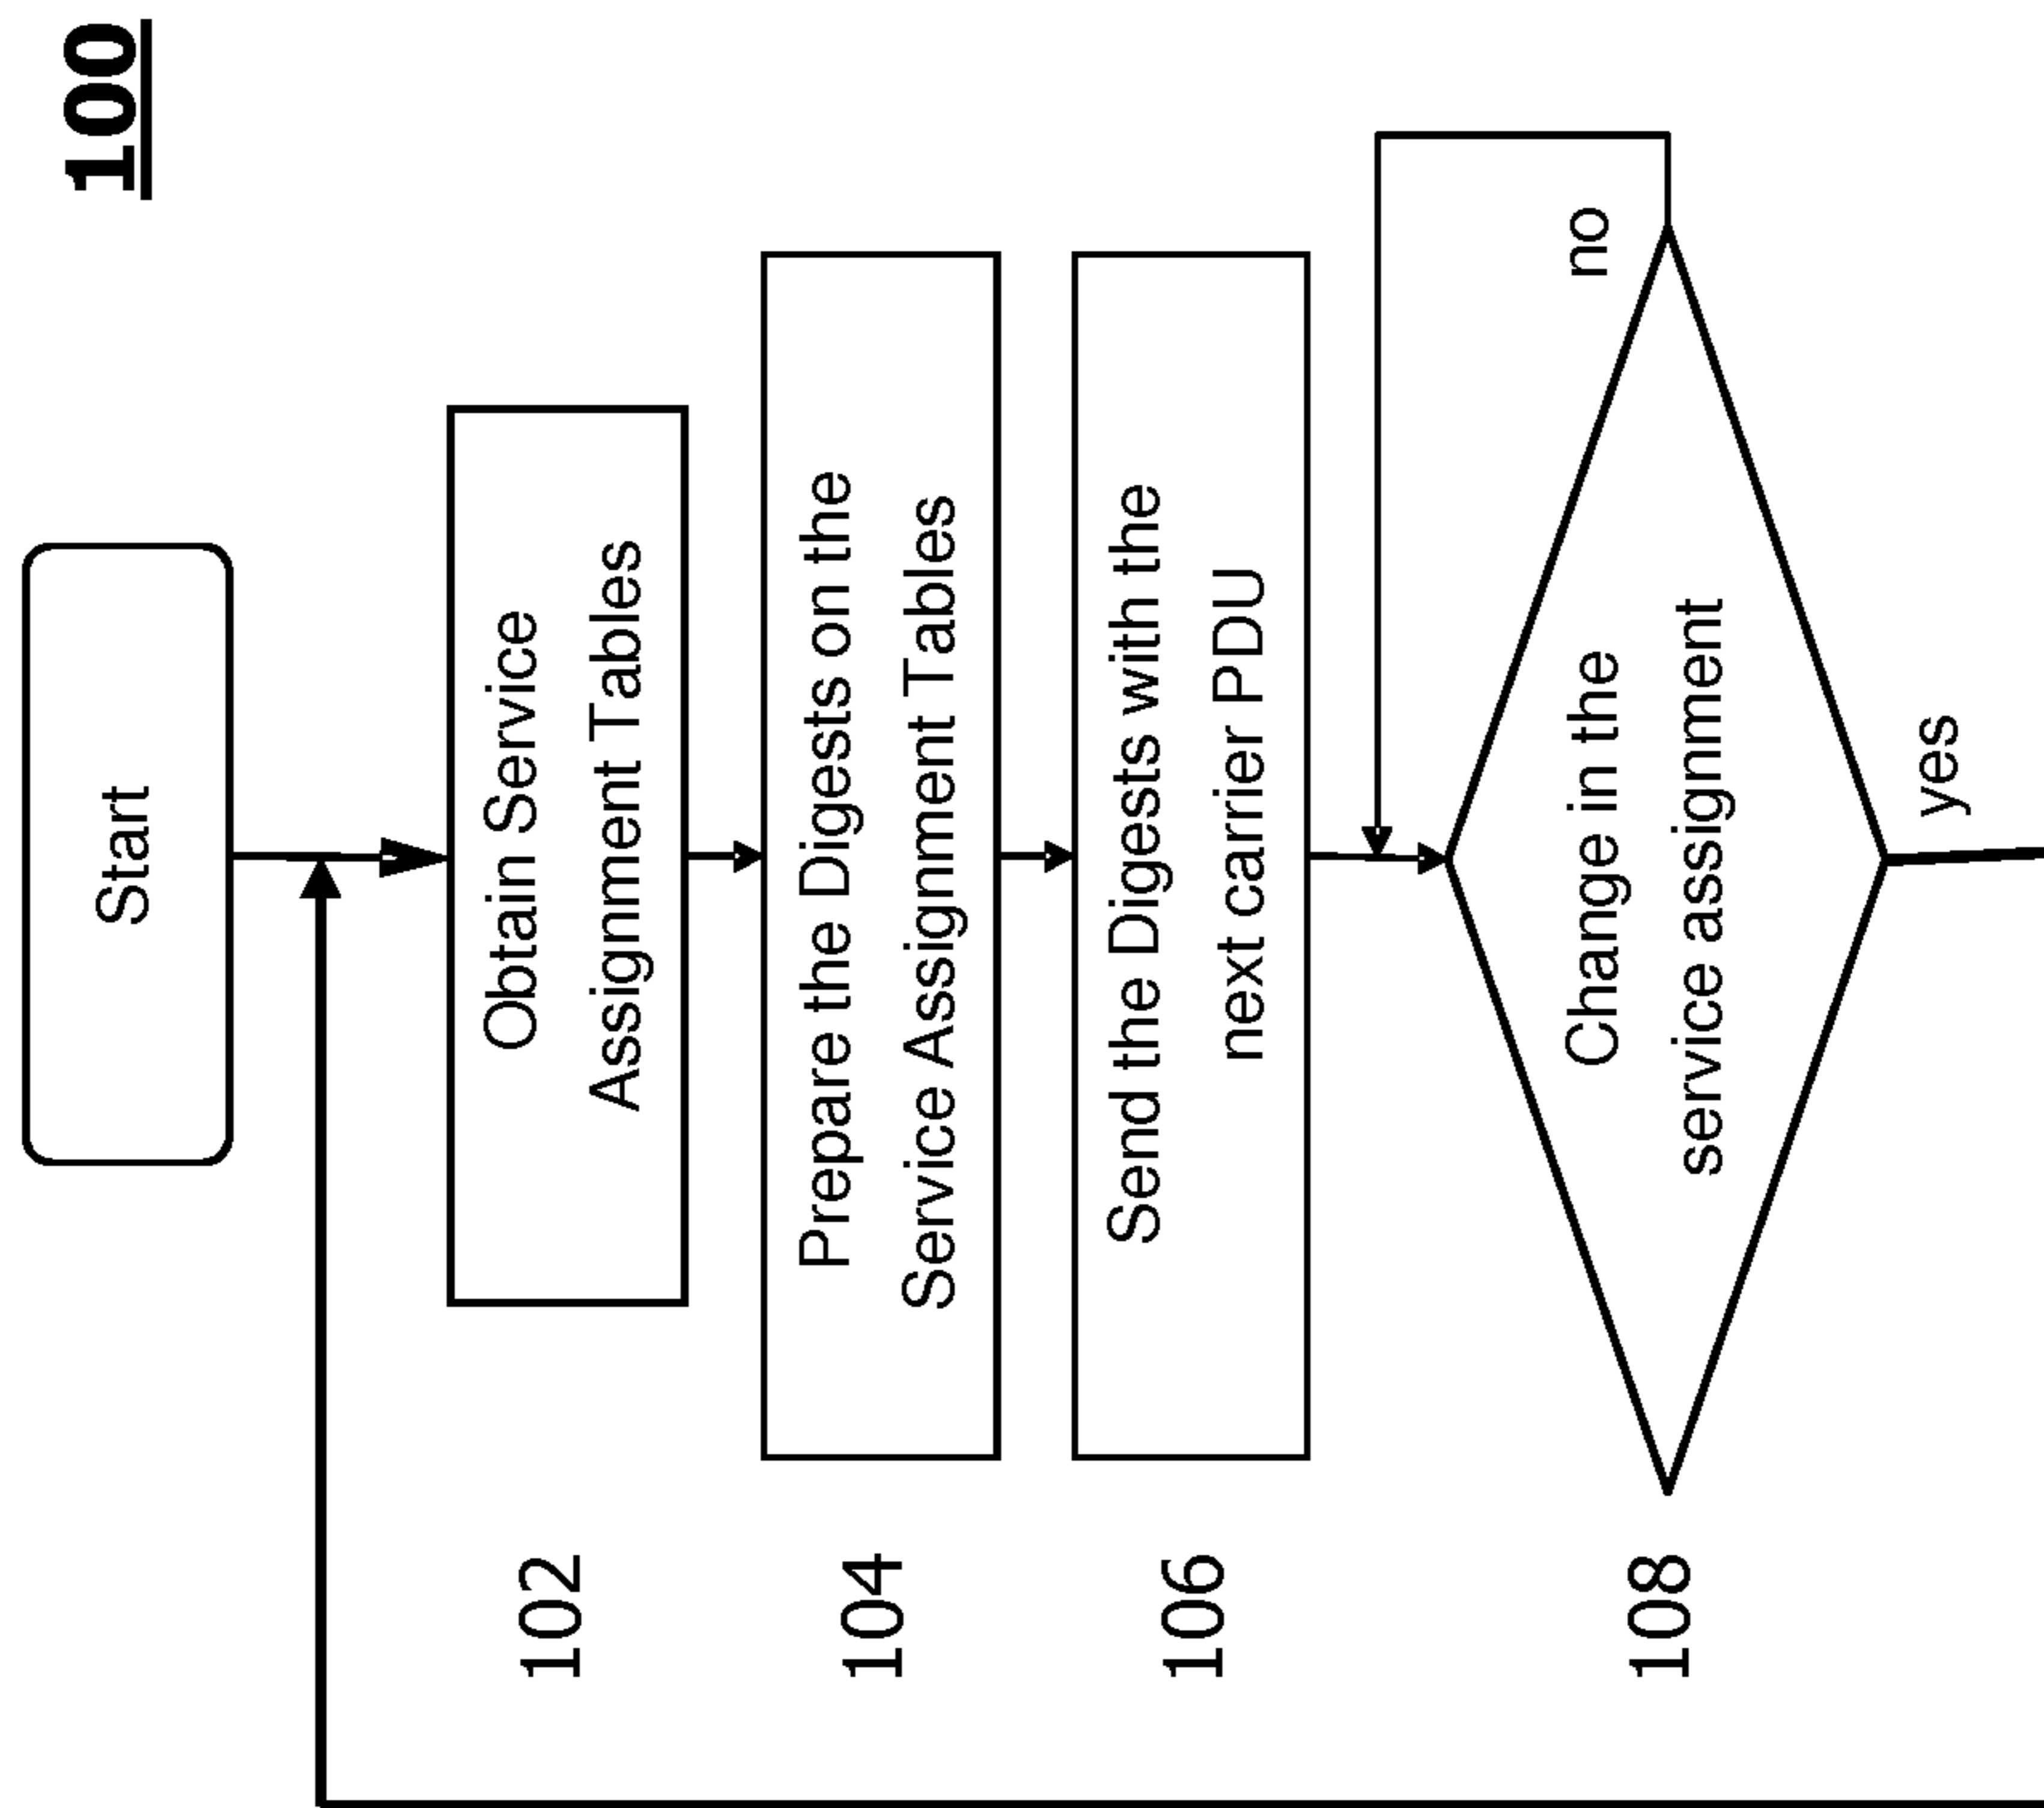 100
Start
102
Obtain Service
Assignment Tables
104
Prepare the Digests on the
Service Assignment Tables
106
Send the Digests with the
next carrier PDU
108
Change in the
service assignment
no
yes